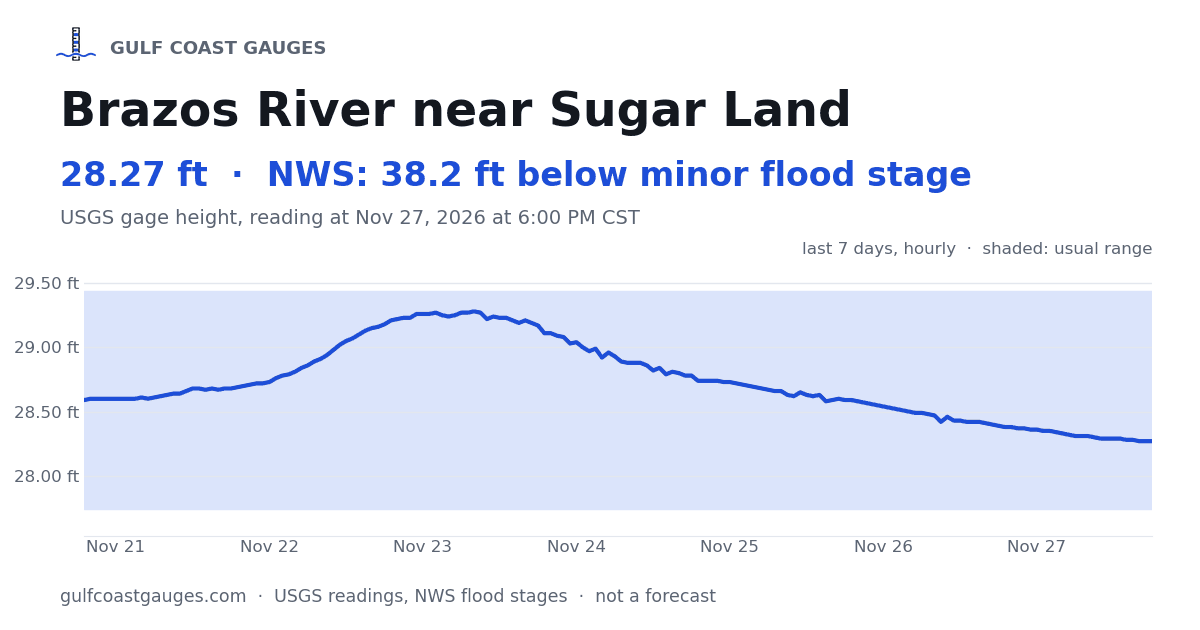 GULF COAST GAUGES
Brazos River near Sugar Land
28.27 ft · NWS: 38.2 ft below minor flood stage
USGS gage height, reading at Nov 27, 2026 at 6:00 PM CST
last 7 days, hourly · shaded: usual range
29.50 ft
29.00 ft
28.50 ft
28.00 ft
Nov 21 Nov 22 Nov 23 Nov 24 Nov 25 Nov 26 Nov 27
gulfcoastgauges.com · USGS readings, NWS flood stages · not a forecast